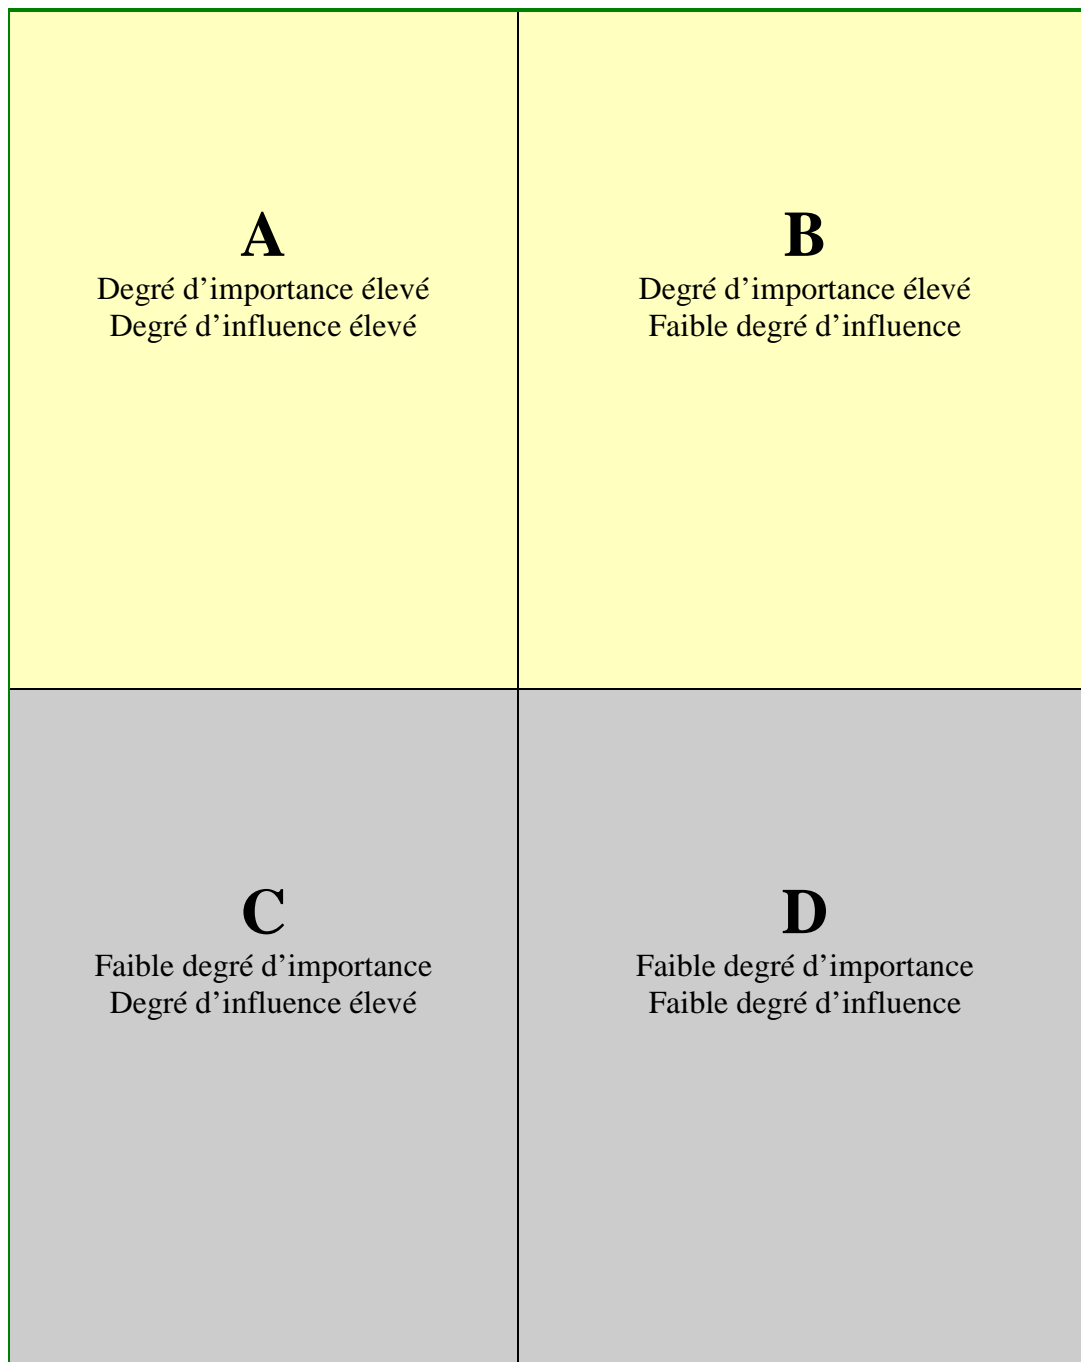 A
Degré d’importance élevé
Degré d’influence élevé
B
Degré d’importance élevé
Faible degré d’influence
C
Faible degré d’importance
Degré d’influence élevé
D
Faible degré d’importance
Faible degré d’influence